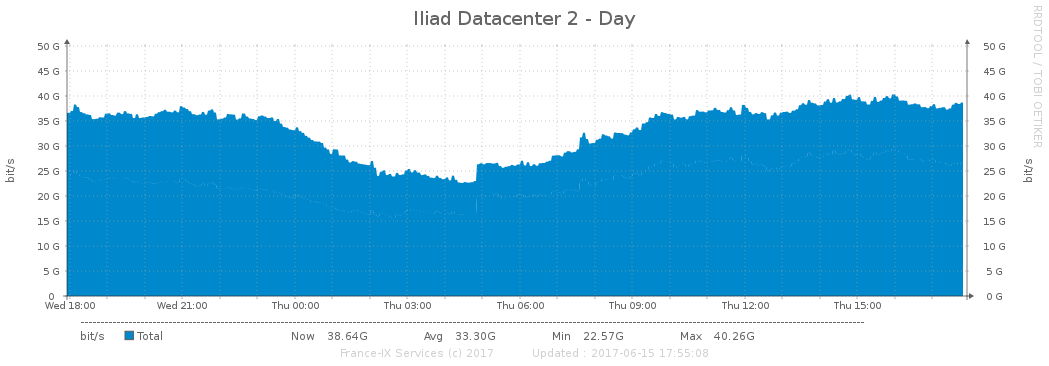 Iliad Datacenter 2 - Day
RRDTOOL / TOBI OETIKER
bit/s
50 G 50 G
45 G 45 G
40 G 40 G
35 G 35 G
30 G 30 G
25 G 25 G
20 G 20 G
15 G 15 G
10 G 10 G
5 G 5 G
0 0 G
bit/s
Wed 18:00 Wed 21:00 Thu 00:00 Thu 03:00 Thu 06:00 Thu 09:00 Thu 12:00 Thu 15:00
bit/s Total Now 38.64G Avg 33.30G Min 22.57G Max 40.26G
France-IX Services (c) 2017 Updated : 2017-06-15 17:55:08